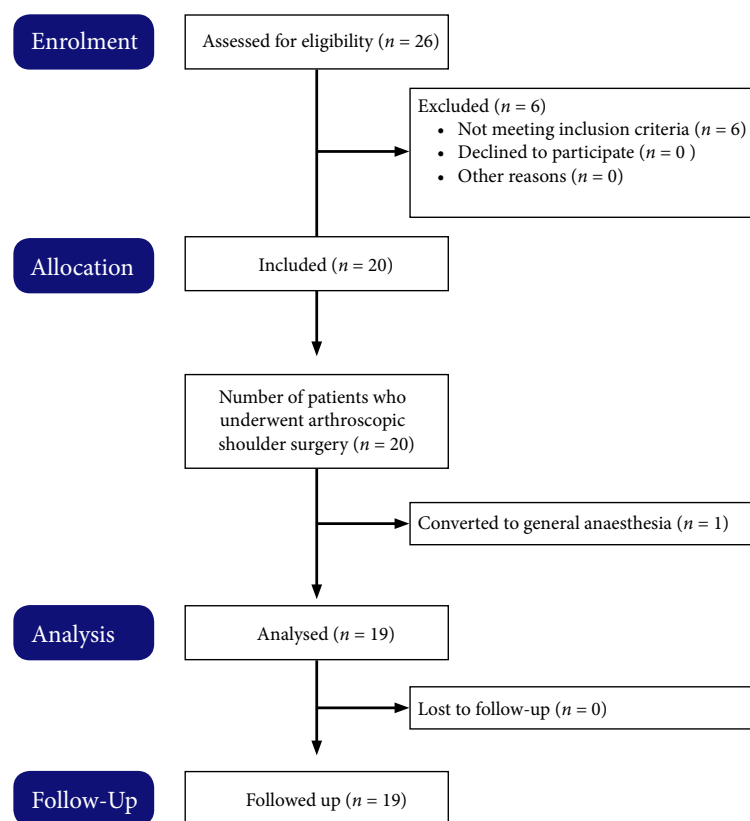 Enrolment
Assessed for eligibility (n = 26)
Excluded (n = 6)
• Not meeting inclusion criteria (n = 6)
• Declined to participate (n = 0 )
• Other reasons (n = 0)
Allocation
Included (n = 20)
Number of patients who
underwent arthroscopic
shoulder surgery (n = 20)
Converted to general anaesthesia (n = 1)
Analysis
Analysed (n = 19)
Lost to follow-up (n = 0)
Follow-Up
Followed up (n = 19)